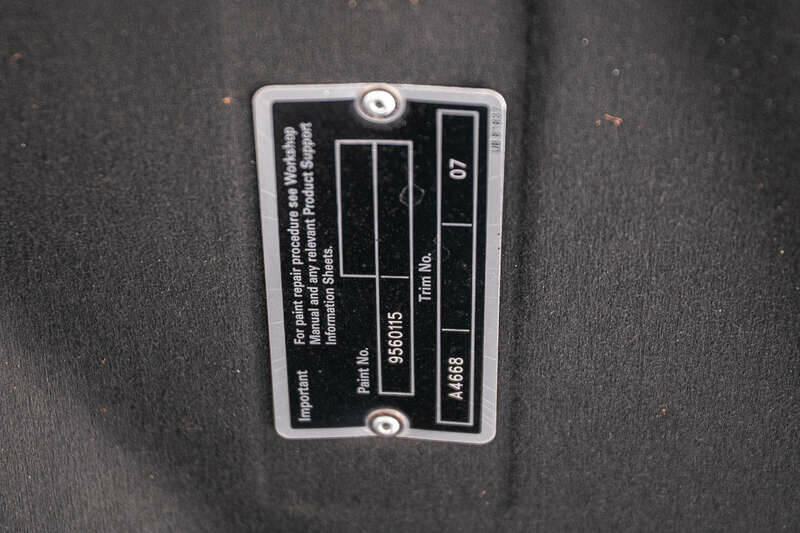 Important For paint repair procedure see Workshop
Manual and any relevant Product Support
Information Sheets.
Paint No.
9560115
Trim No.
A4668 07